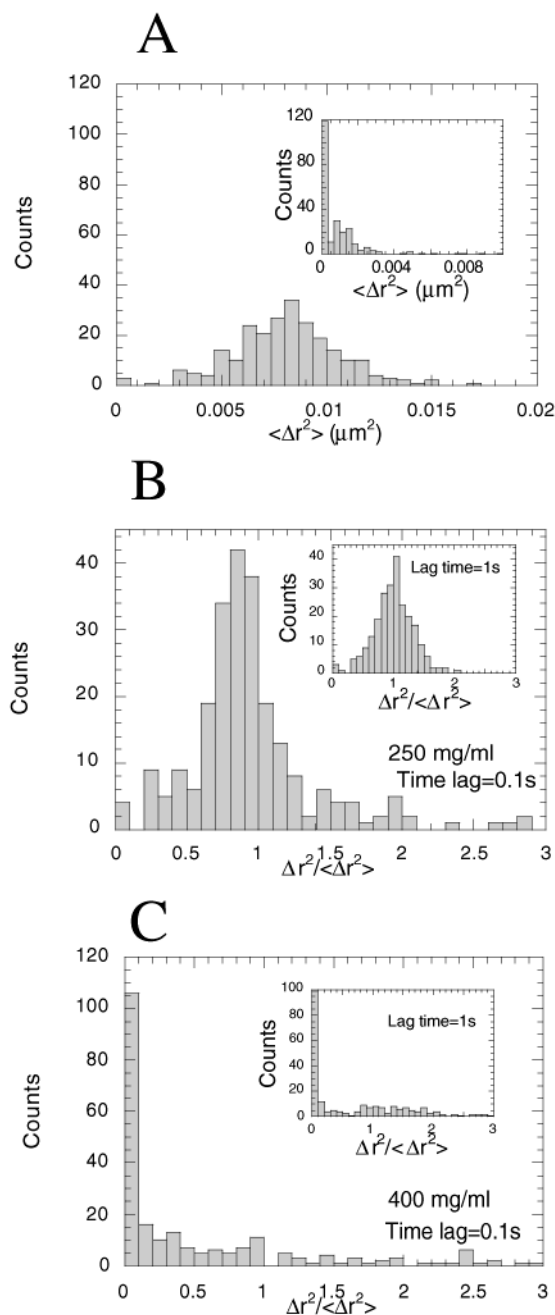 A
120
100
80
60
40
20
0
Counts
0 0.005 0.01 0.015 0.02
<Δr²> (μm²)
120
80
40
0
Counts
0 0.004 0.008
<Δr²> (μm²)
B
40
30
20
10
0
Counts
0 0.5 1 1.5 2 2.5 3
Δr²/<Δr²>
40
30
20
10
0
Counts
Lag time=1s
0 1 2 3
Δr²/<Δr²>
250 mg/ml
Time lag=0.1s
C
120
100
80
60
40
20
0
Counts
0 0.5 1 1.5 2 2.5 3
Δr²/<Δr²>
100
80
60
40
20
0
Counts
Lag time=1s
0 1 2 3
Δr²/<Δr²>
400 mg/ml
Time lag=0.1s